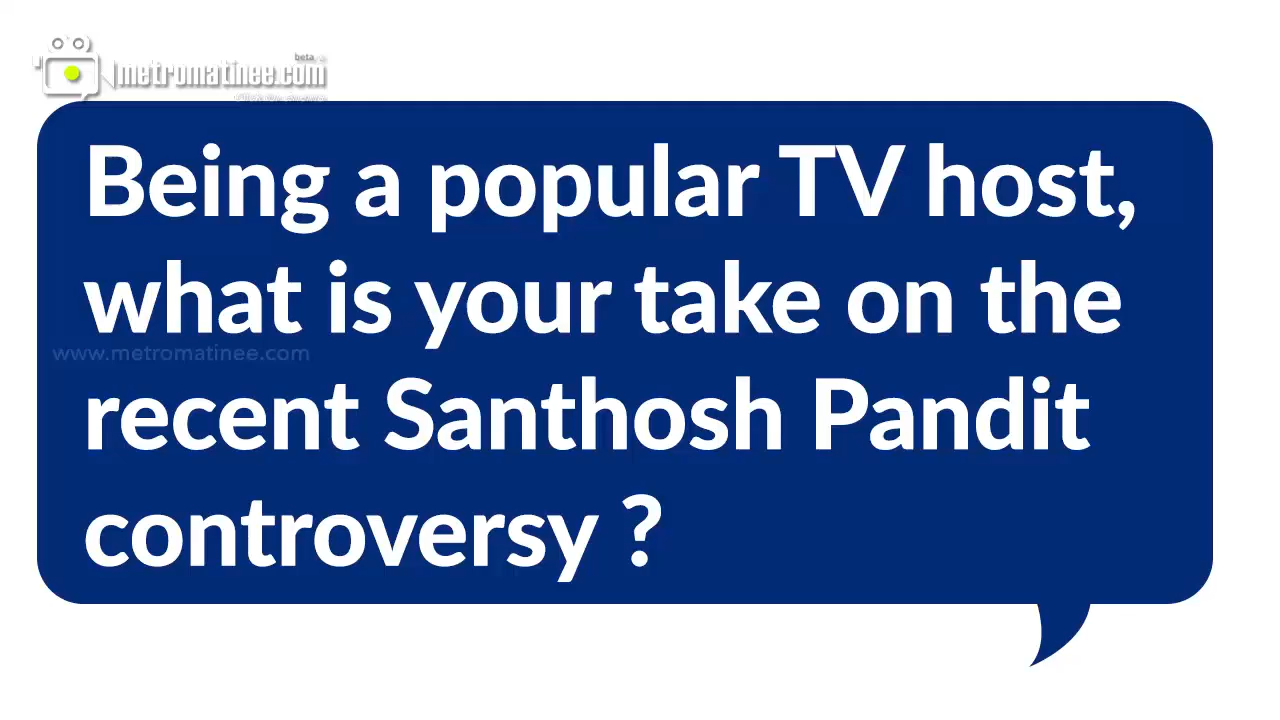 beta
metromatinee.com
Being a popular TV host,
what is your take on the
www.metromatinee.com
recent Santhosh Pandit
controversy ?